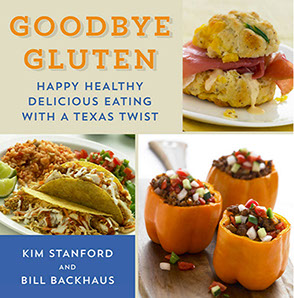 GOODBYE
GLUTEN
HAPPY HEALTHY
DELICIOUS EATING
WITH A TEXAS TWIST
KIM STANFORD
AND
BILL BACKHAUS